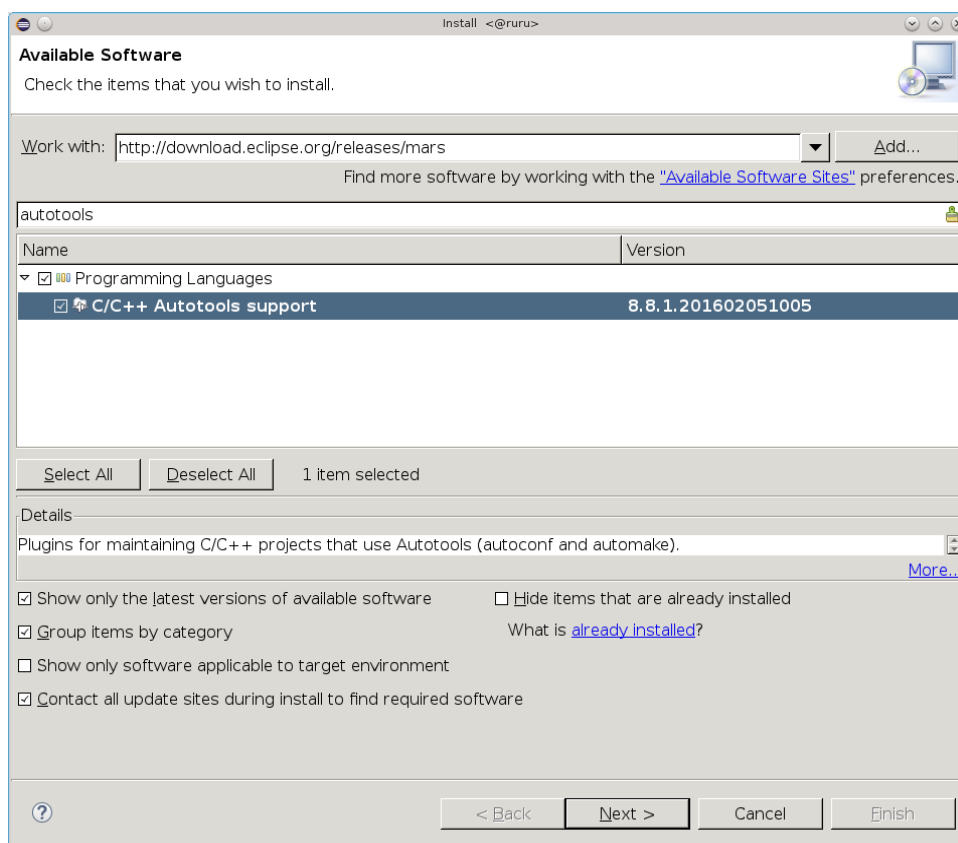 Install <@ruru>
Available Software
Check the items that you wish to install.
Work with: http://download.eclipse.org/releases/mars Add...
Find more software by working with the "Available Software Sites" preferences.
autotools
Name Version
Programming Languages
C/C++ Autotools support 8.8.1.201602051005
Select All Deselect All 1 item selected
Details
Plugins for maintaining C/C++ projects that use Autotools (autoconf and automake).
More..
Show only the latest versions of available software Hide items that are already installed
Group items by category What is already installed?
Show only software applicable to target environment
Contact all update sites during install to find required software
? < Back Next > Cancel Finish